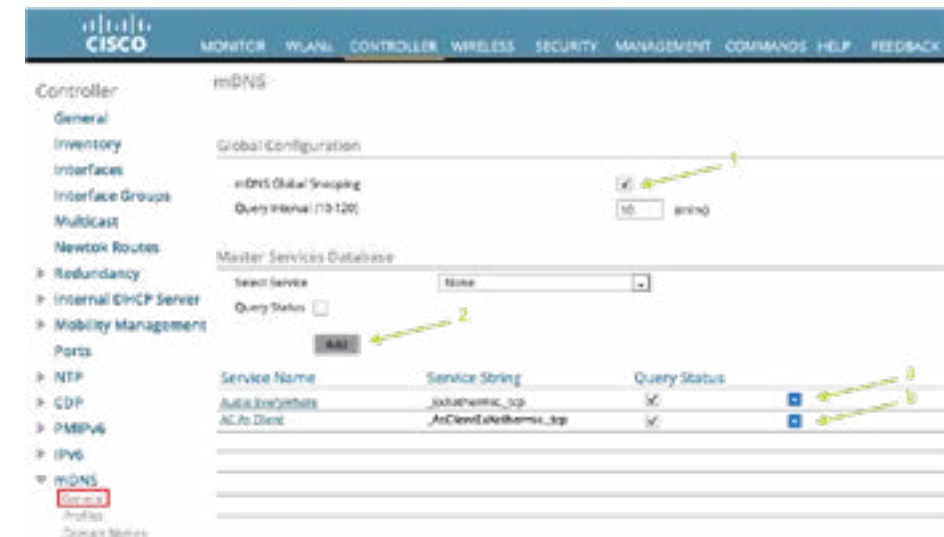 CISCO
MONITOR WLANs CONTROLLER WIRELESS SECURITY MANAGEMENT COMMANDS HELP FEEDBACK
Controller
mDNS
General
Inventory
Global Configuration
1
Interfaces
mDNS Global Snooping
Interface Groups
Query Interval (10-120)
10
(mins)
Multicast
Newtok Routes
Master Services Database
Redundancy
Select Service
None
Internal DHCP Server
Query Status
Mobility Management
2
Add
Ports
NTP
Service Name
Service String
Query Status
CDP
PMIPv6
IPv6
mDNS
General
Profiles
Domain Names